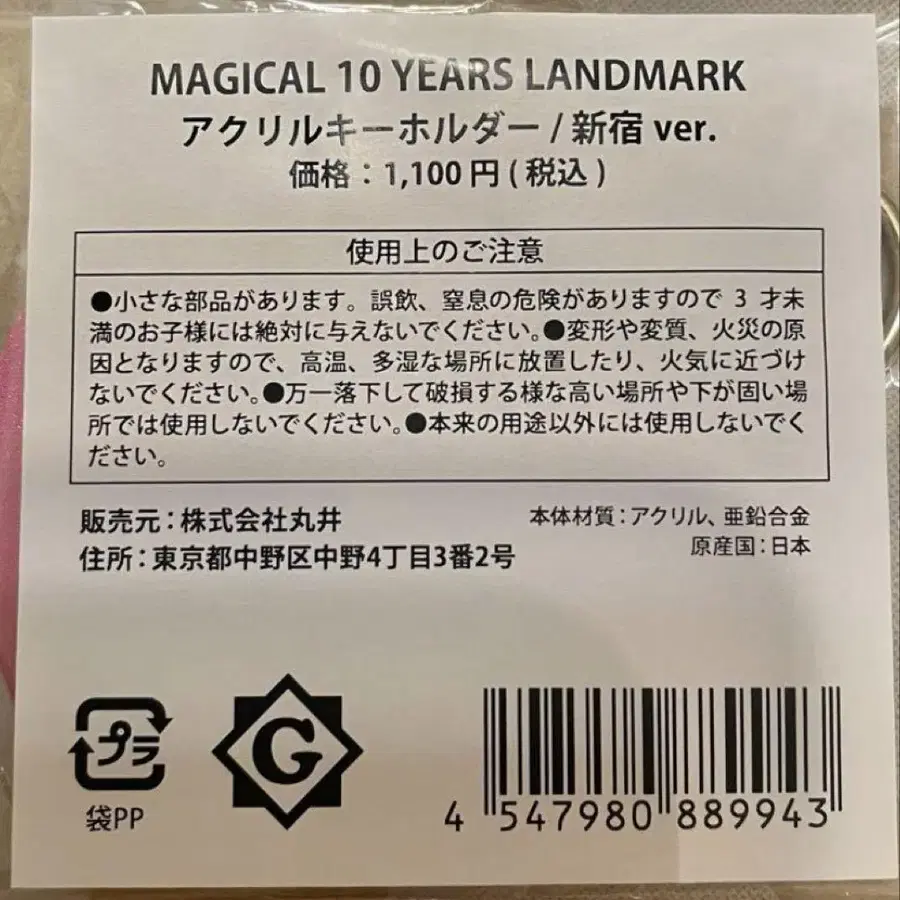 MAGICAL 10 YEARS LANDMARK
アクリルキーホルダー / 新宿 ver.
価格：1,100 円 ( 税込 )
使用上のご注意
●小さな部品があります。誤飲、窒息の危険がありますので 3 才未
満のお子様には絶対に与えないでください。●変形や変質、火災の原
因となりますので、高温、多湿な場所に放置したり、火気に近づけ
ないでください。●万一落下して破損する様な高い場所や下が固い場
所では使用しないでください。●本来の用途以外には使用しないでく
ださい。
販売元：株式会社丸井
住所：東京都中野区中野4丁目3番2号
本体材質：アクリル、亜鉛合金
原産国：日本
プラ
袋PP
G
4 547980 889943